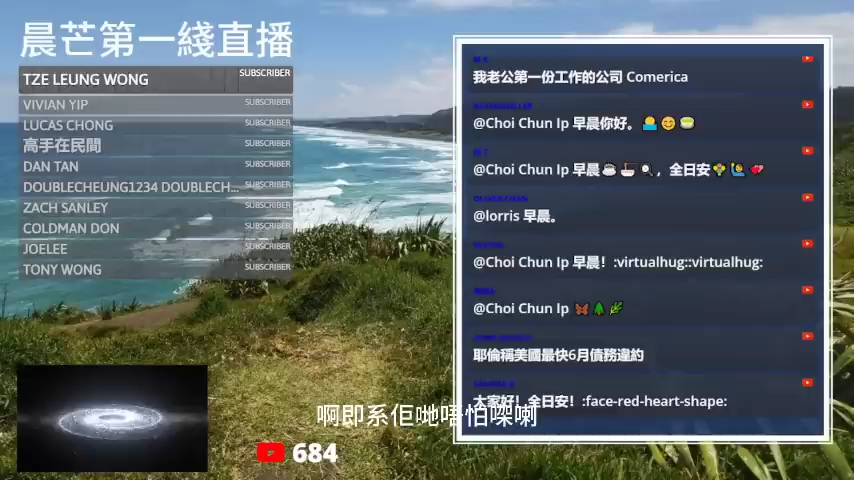 晨芒第一綫直播
TZE LEUNG WONG SUBSCRIBER
VIVIAN YIP SUBSCRIBER
LUCAS CHONG SUBSCRIBER
高手在民間 SUBSCRIBER
DAN TAN SUBSCRIBER
DOUBLECHEUNG1234 DOUBLECH... SUBSCRIBER
ZACH SANLEY SUBSCRIBER
COLDMAN DON SUBSCRIBER
JOELEE SUBSCRIBER
TONY WONG SUBSCRIBER
我老公第一份工作的公司 Comerica
@Choi Chun Ip 早晨你好。
@Choi Chun Ip 早晨，全日安
@lorris 早晨。
@Choi Chun Ip 早晨！:virtualhug::virtualhug:
@Choi Chun Ip
耶倫稱美國最快6月債務違約
大家好！全日安！:face-red-heart-shape:
啊即系佢哋唔怕㗎喇
684